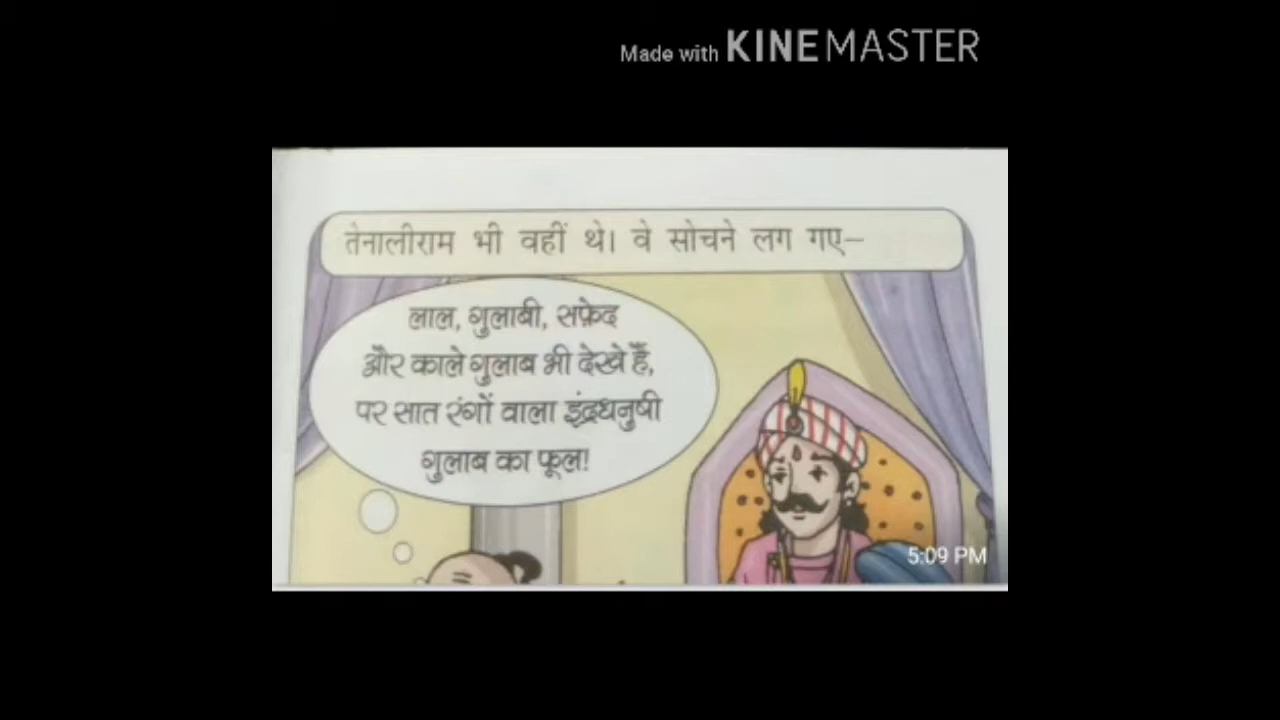 Made with KINEMASTER
तेनालीराम भी वहीं थे। वे सोचने लग गए–
लाल, गुलाबी, सफ़ेद
और काले गुलाब भी देखे हैं,
पर सात रंगों वाला इंद्रधनुषी
गुलाब का फूल!
5:09 PM